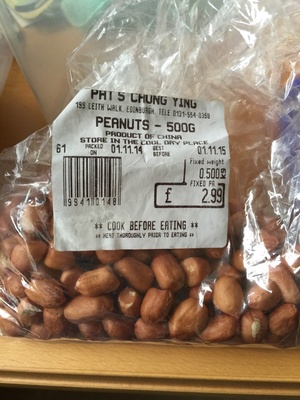 PAT'S CHUNG YING
199 LEITH WALK, EDINBURGH, TELE 0131-554 0358
PEANUTS - 500G
PRODUCT OF CHINA
STORE IN THE COOL DRY PLACE
61 PACKED ON 01.11.14 BEST BEFORE 01.11.15
Fixed weight
0.500
FIXED PR
£ 2.99
** COOK BEFORE EATING **
** HEAT THOROUGHLY PRIOR TO EATING **